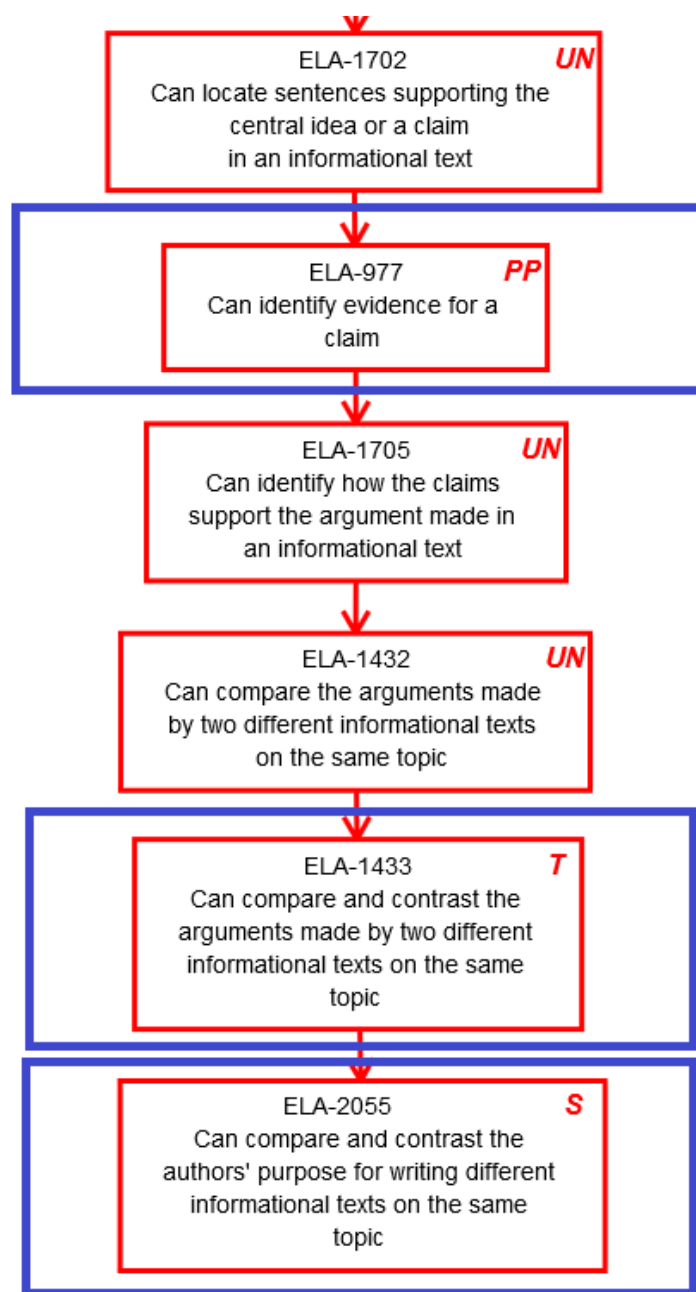 ELA-1702 UN
Can locate sentences supporting the
central idea or a claim
in an informational text
ELA-977 PP
Can identify evidence for a
claim
ELA-1705 UN
Can identify how the claims
support the argument made in
an informational text
ELA-1432 UN
Can compare the arguments made
by two different informational texts
on the same topic
ELA-1433 T
Can compare and contrast the
arguments made by two different
informational texts on the same
topic
ELA-2055 S
Can compare and contrast the
authors' purpose for writing different
informational texts on the same
topic